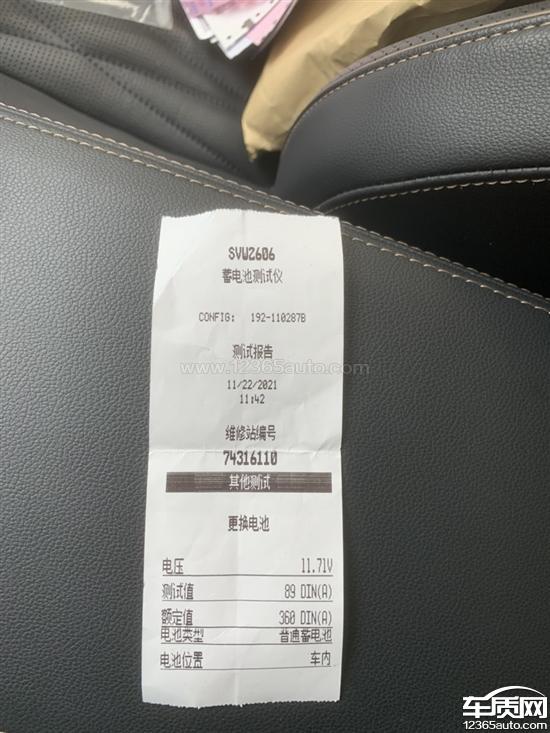 SVW2606
蓄电池测试仪
CONFIG: 192-110287B
测试报告
www.12365auto.com
11/22/2021
11:42
维修站编号
74316110
其他测试
更换电池
电压 11.71V
测试值 89 DIN(A)
额定值 360 DIN(A)
电池类型 普通蓄电池
电池位置 车内
车质网
12365auto.com